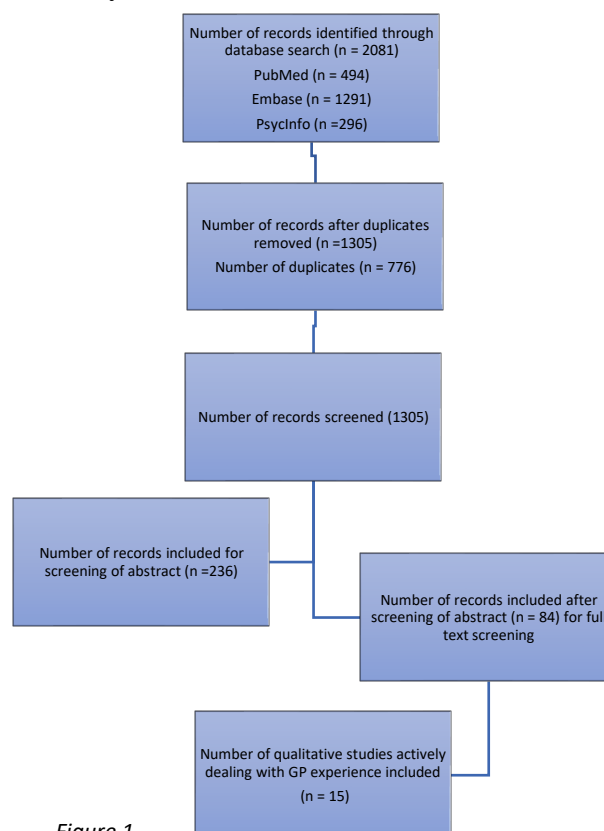 Number of records identified through
database search (n = 2081)
PubMed (n = 494)
Embase (n = 1291)
PsycInfo (n =296)
Number of records after duplicates
removed (n =1305)
Number of duplicates (n = 776)
Number of records screened (1305)
Number of records included for
screening of abstract (n =236)
Number of records included after
screening of abstract (n = 84) for full
text screening
Number of qualitative studies actively
dealing with GP experience included
(n = 15)
Figure 1